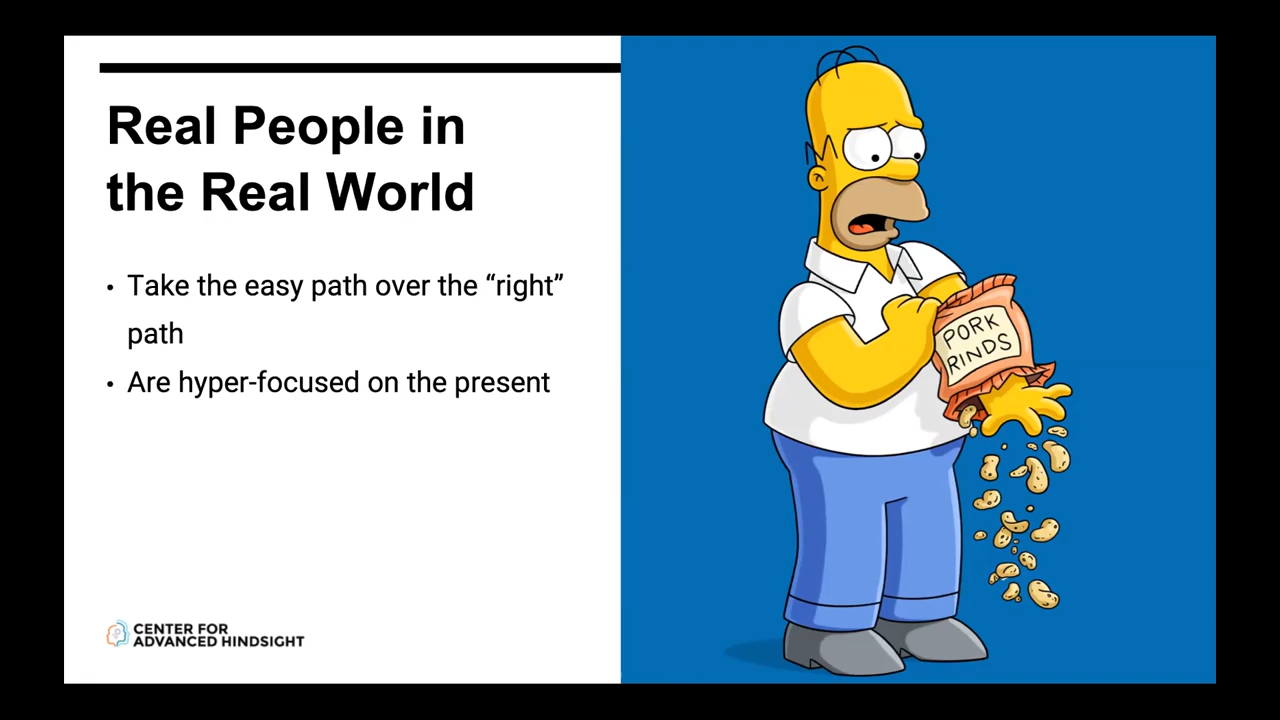 Real People in
the Real World
• Take the easy path over the “right”
path
• Are hyper-focused on the present
PORK
RINDS
CENTER FOR
ADVANCED HINDSIGHT